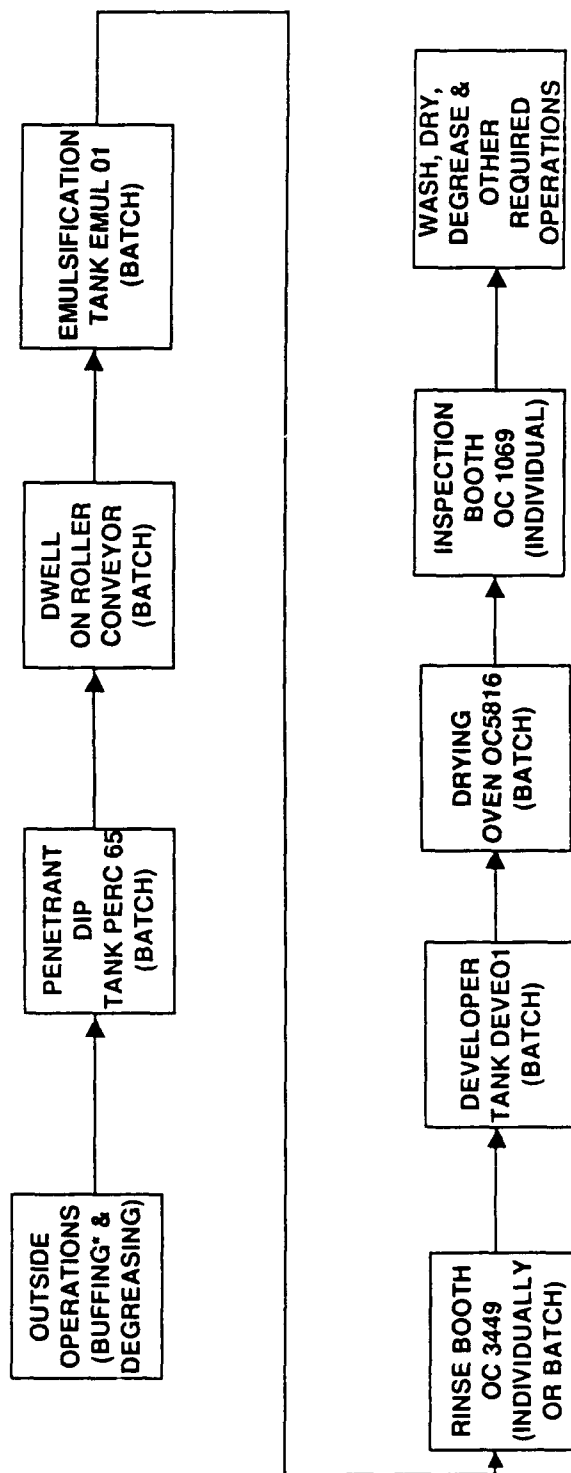 OUTSIDE
OPERATIONS
(BUFFING* &
DEGREASING)
PENETRANT
DIP
TANK PERC 65
(BATCH)
DWELL
ON ROLLER
CONVEYOR
(BATCH)
EMULSIFICATION
TANK EMUL 01
(BATCH)
RINSE BOOTH
OC 3449
(INDIVIDUALLY
OR BATCH)
DEVELOPER
TANK DEVEO1
(BATCH)
DRYING
OVEN OC5816
(BATCH)
INSPECTION
BOOTH
OC 1069
(INDIVIDUAL)
WASH, DRY,
DEGREASE &
OTHER
REQUIRED
OPERATIONS